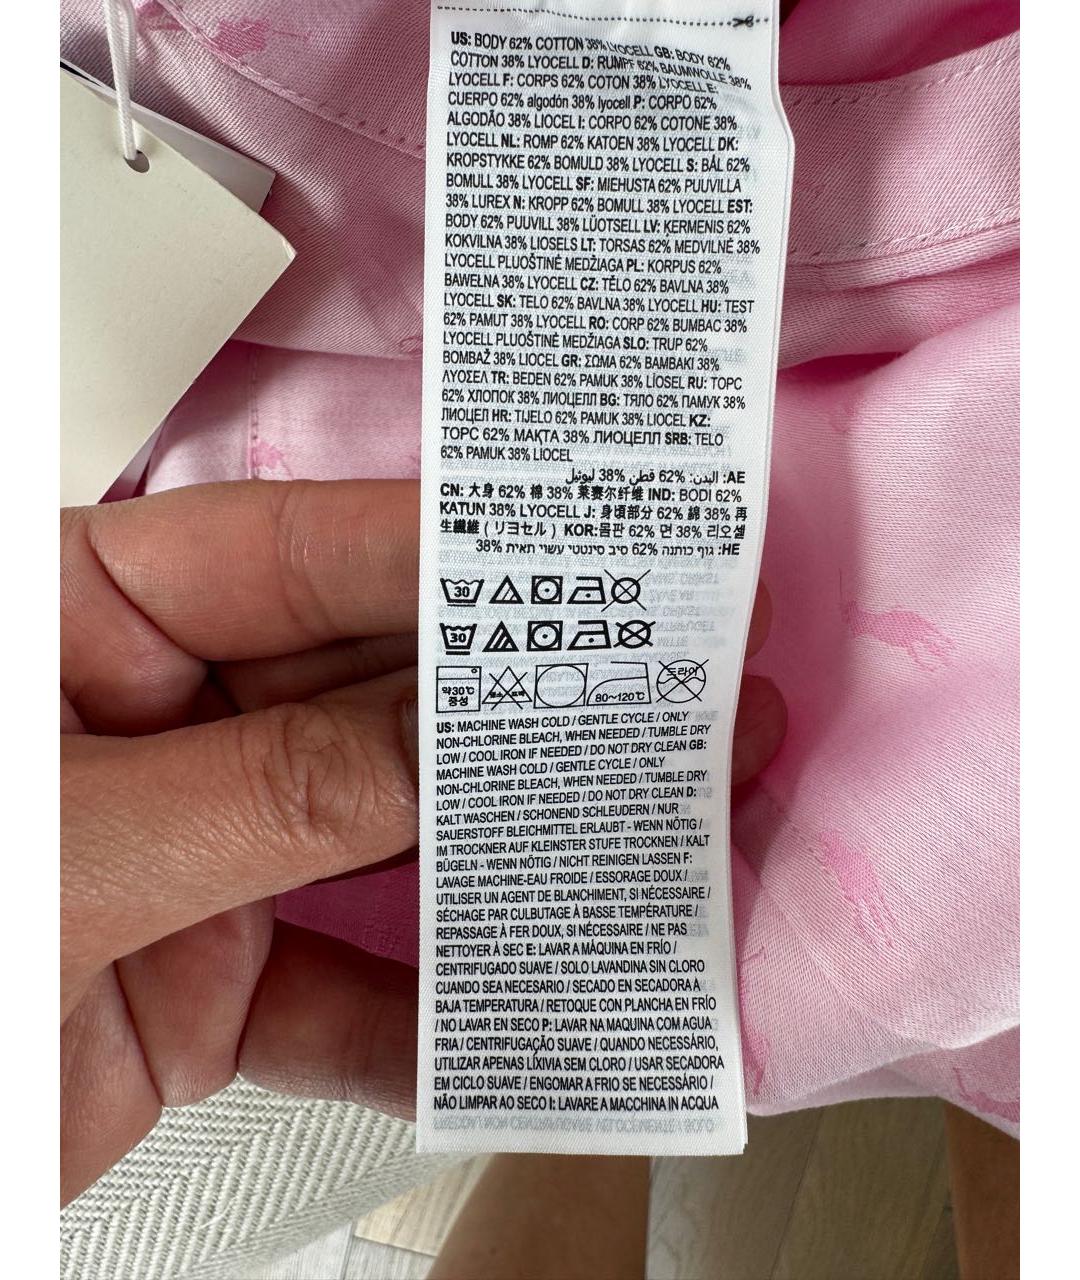 US: BODY 62% COTTON 38% LYOCELL GB: BODY 62%
COTTON 38% LYOCELL D: RUMPF 62% BAUMWOLLE 38%
LYOCELL F: CORPS 62% COTON 38% LYOCELL E:
CUERPO 62% algodón 38% lyocell P: CORPO 62%
ALGODÃO 38% LIOCEL I: CORPO 62% COTONE 38%
LYOCELL NL: ROMP 62% KATOEN 38% LYOCELL DK:
KROPSTYKKE 62% BOMULD 38% LYOCELL S: BÅL 62%
BOMULL 38% LYOCELL SF: MIEHUSTA 62% PUUVILLA
38% LUREX N: KROPP 62% BOMULL 38% LYOCELL EST:
BODY 62% PUUVILL 38% LÜOTSELL LV: ĶERMENIS 62%
KOKVILNA 38% LIOSELS LT: TORSAS 62% MEDVILNĖ 38%
LYOCELL PLUOŠTINĖ MEDŽIAGA PL: KORPUS 62%
BAWEŁNA 38% LYOCELL CZ: TĚLO 62% BAVLNA 38%
LYOCELL SK: TELO 62% BAVLNA 38% LYOCELL HU: TEST
62% PAMUT 38% LYOCELL RO: CORP 62% BUMBAC 38%
LYOCELL PLUOŠTINĖ MEDŽIAGA SLO: TRUP 62%
BOMBAŽ 38% LIOCEL GR: ΣΩΜΑ 62% ΒΑΜΒΑΚΙ 38%
ΛΥΟΣΕΛ TR: BEDEN 62% PAMUK 38% LİOSEL RU: ТОРС
62% ХЛОПОК 38% ЛИОЦЕЛЛ BG: ТЯЛО 62% ПАМУК 38%
ЛИОЦЕЛ HR: TIJELO 62% PAMUK 38% LIOCEL KZ:
ТОРС 62% МАҚТА 38% ЛИОЦЕЛЛ SRB: TELO
62% PAMUK 38% LIOCEL
AE: البدن: 62% قطن 38% ليوثيل
CN: 大身 62% 棉 38% 莱赛尔纤维 IND: BODI 62%
KATUN 38% LYOCELL J: 身頃部分 62% 綿 38% 再
生繊維 ( リヨセル ) KOR:몸판 62% 면 38% 리오셀
HE: גוף כותנה 62% סיב סינטטי עשוי תאית 38%
30
30
약30℃
중성
80~120℃
드라이
US: MACHINE WASH COLD / GENTLE CYCLE / ONLY
NON-CHLORINE BLEACH, WHEN NEEDED / TUMBLE DRY
LOW / COOL IRON IF NEEDED / DO NOT DRY CLEAN GB:
MACHINE WASH COLD / GENTLE CYCLE / ONLY
NON-CHLORINE BLEACH, WHEN NEEDED / TUMBLE DRY
LOW / COOL IRON IF NEEDED / DO NOT DRY CLEAN D:
KALT WASCHEN / SCHONEND SCHLEUDERN / NUR
SAUERSTOFF BLEICHMITTEL ERLAUBT - WENN NÖTIG /
IM TROCKNER AUF KLEINSTER STUFE TROCKNEN / KALT
BÜGELN - WENN NÖTIG / NICHT REINIGEN LASSEN F:
LAVAGE MACHINE-EAU FROIDE / ESSORAGE DOUX /
UTILISER UN AGENT DE BLANCHIMENT, SI NÉCESSAIRE /
SÉCHAGE PAR CULBUTAGE À BASSE TEMPÉRATURE /
REPASSAGE À FER DOUX, SI NÉCESSAIRE / NE PAS
NETTOYER À SEC E: LAVAR A MÁQUINA EN FRÍO /
CENTRIFUGADO SUAVE / SOLO LAVANDINA SIN CLORO
CUANDO SEA NECESARIO / SECADO EN SECADORA A
BAJA TEMPERATURA / RETOQUE CON PLANCHA EN FRÍO
/ NO LAVAR EN SECO P: LAVAR NA MAQUINA COM AGUA
FRIA / CENTRIFUGAÇÃO SUAVE / QUANDO NECESSÁRIO,
UTILIZAR APENAS LÍXIVIA SEM CLORO / USAR SECADORA
EM CICLO SUAVE / ENGOMAR A FRIO SE NECESSÁRIO /
NÃO LIMPAR AO SECO I: LAVARE A MACCHINA IN ACQUA